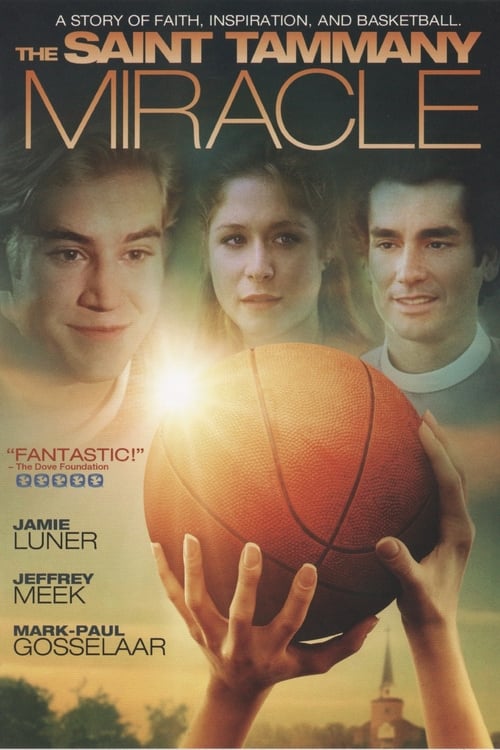 A STORY OF FAITH, INSPIRATION, AND BASKETBALL.
THE SAINT TAMMANY
MIRACLE
“FANTASTIC!”
– The Dove Foundation
JAMIE
LUNER
JEFFREY
MEEK
MARK-PAUL
GOSSELAAR